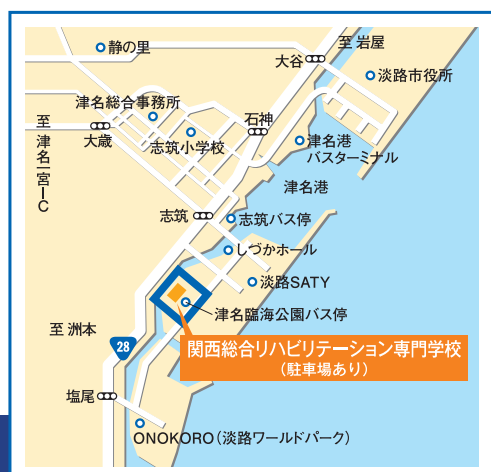 至 岩屋
静の里
大谷
淡路市役所
津名総合事務所
石神
至 津名一宮IC
大歳
志筑小学校
津名港
バスターミナル
津名港
志筑
志筑バス停
しづかホール
淡路SATY
津名臨海公園バス停
至 洲本
28
関西総合リハビリテーション専門学校
(駐車場あり)
塩尾
ONOKORO(淡路ワールドパーク)